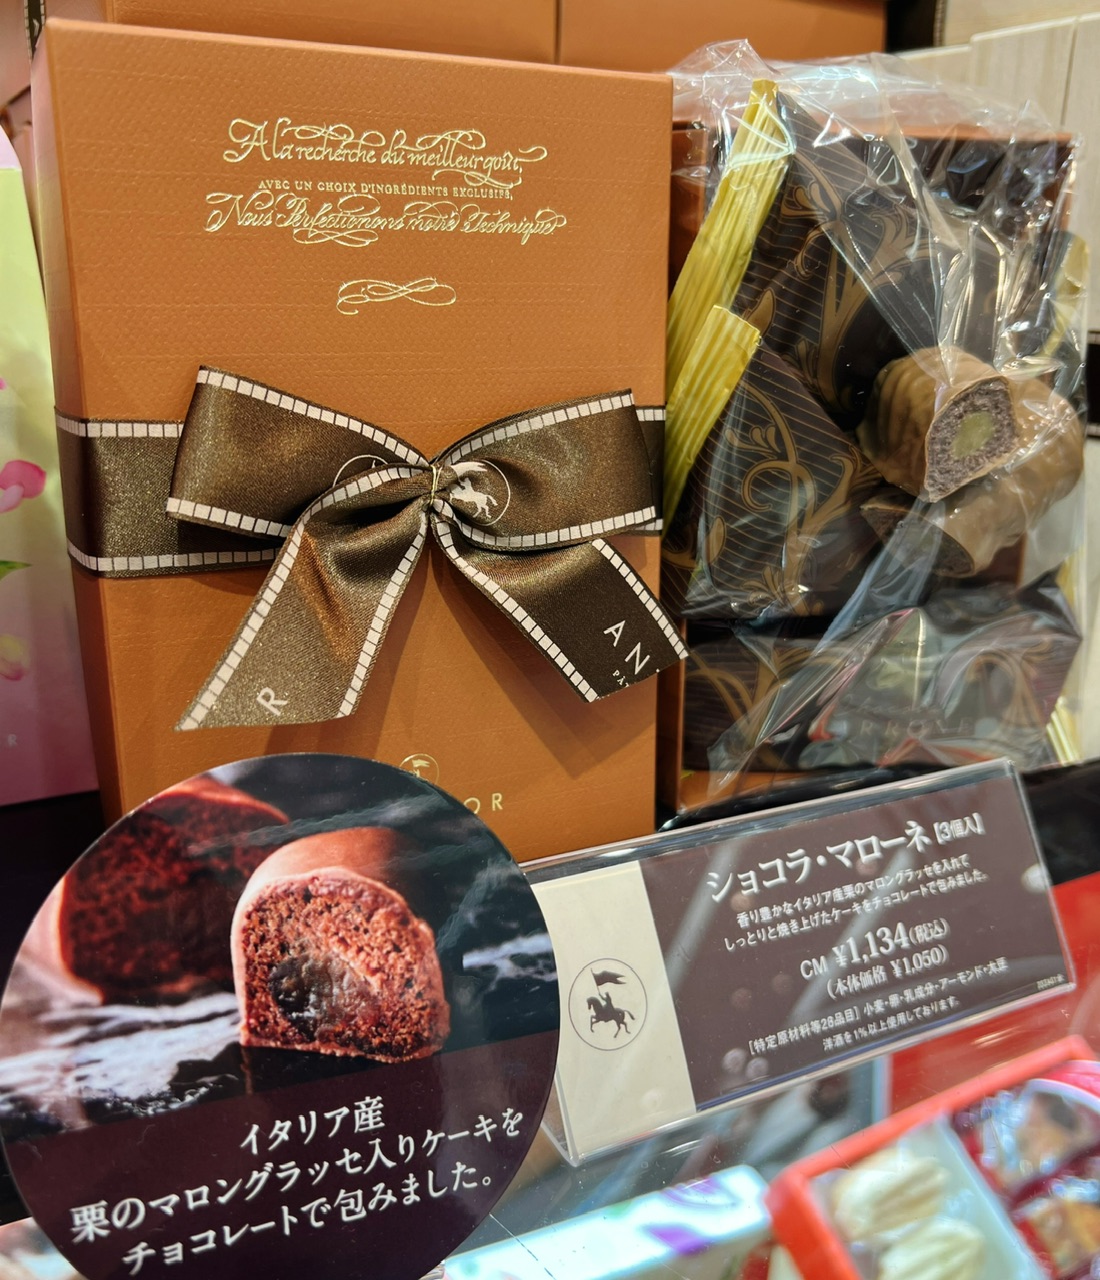 A la recherche du meilleur goût,
AVEC UN CHOIX D'INGRÉDIENTS EXCLUSIFS,
Nous Perfectionons notre Technique
R
AN
OR
ショコラ・マローネ【3個入】
香り豊かなイタリア産栗のマロングラッセを入れて
しっとりと焼き上げたケーキをチョコレートで包みました。
CM ¥1,134(税込)
(本体価格 ¥1,050)
[特定原材料等28品目] 小麦・卵・乳成分・アーモンド・大豆
洋酒を1%以上使用しております。
イタリア産
栗のマロングラッセ入りケーキを
チョコレートで包みました。